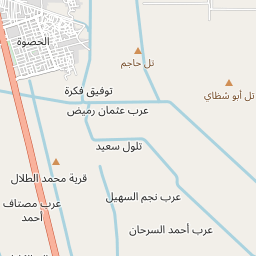 الحصوة
تل حاجم
توفيق فكرة
تل أبو شطاي
عرب عثمان رميض
تلول سعيد
قرية محمد الطلال
عرب نجم السهيل
عرب مصتاف
أحمد
عرب أحمد السرحان